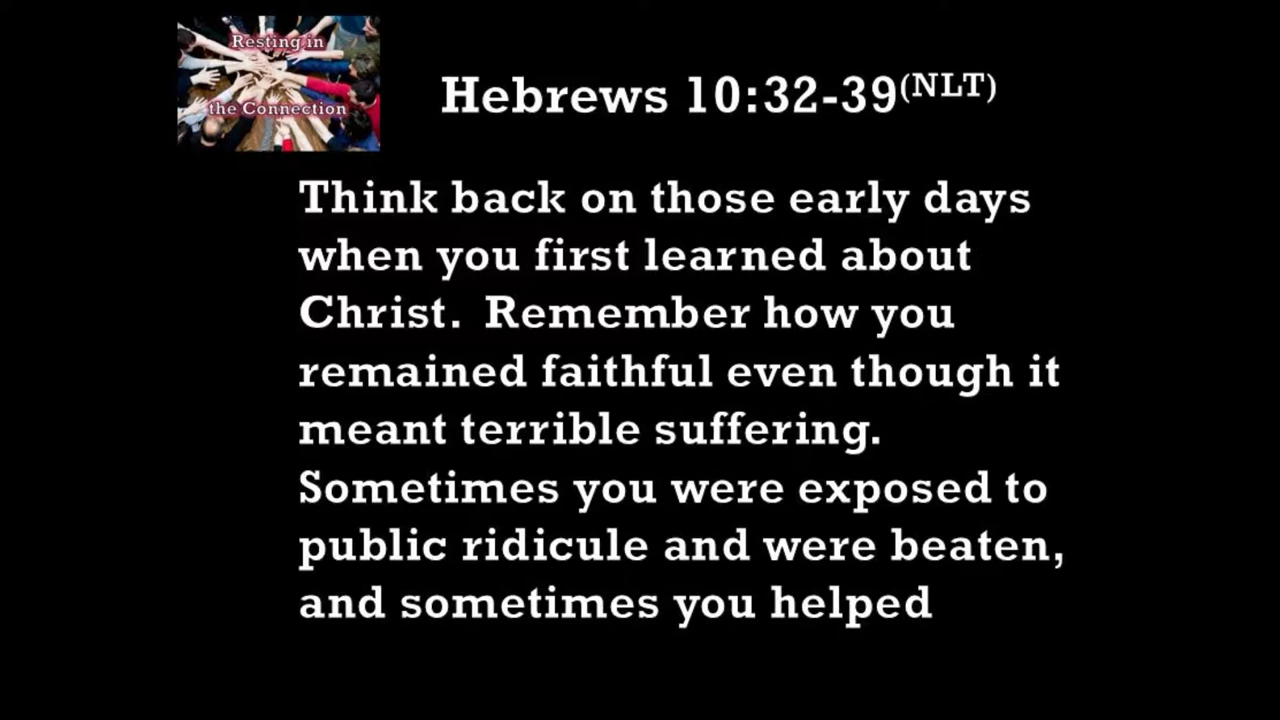 Resting in
the Connection
Hebrews 10:32-39(NLT)
Think back on those early days
when you first learned about
Christ.  Remember how you
remained faithful even though it
meant terrible suffering.
Sometimes you were exposed to
public ridicule and were beaten,
and sometimes you helped